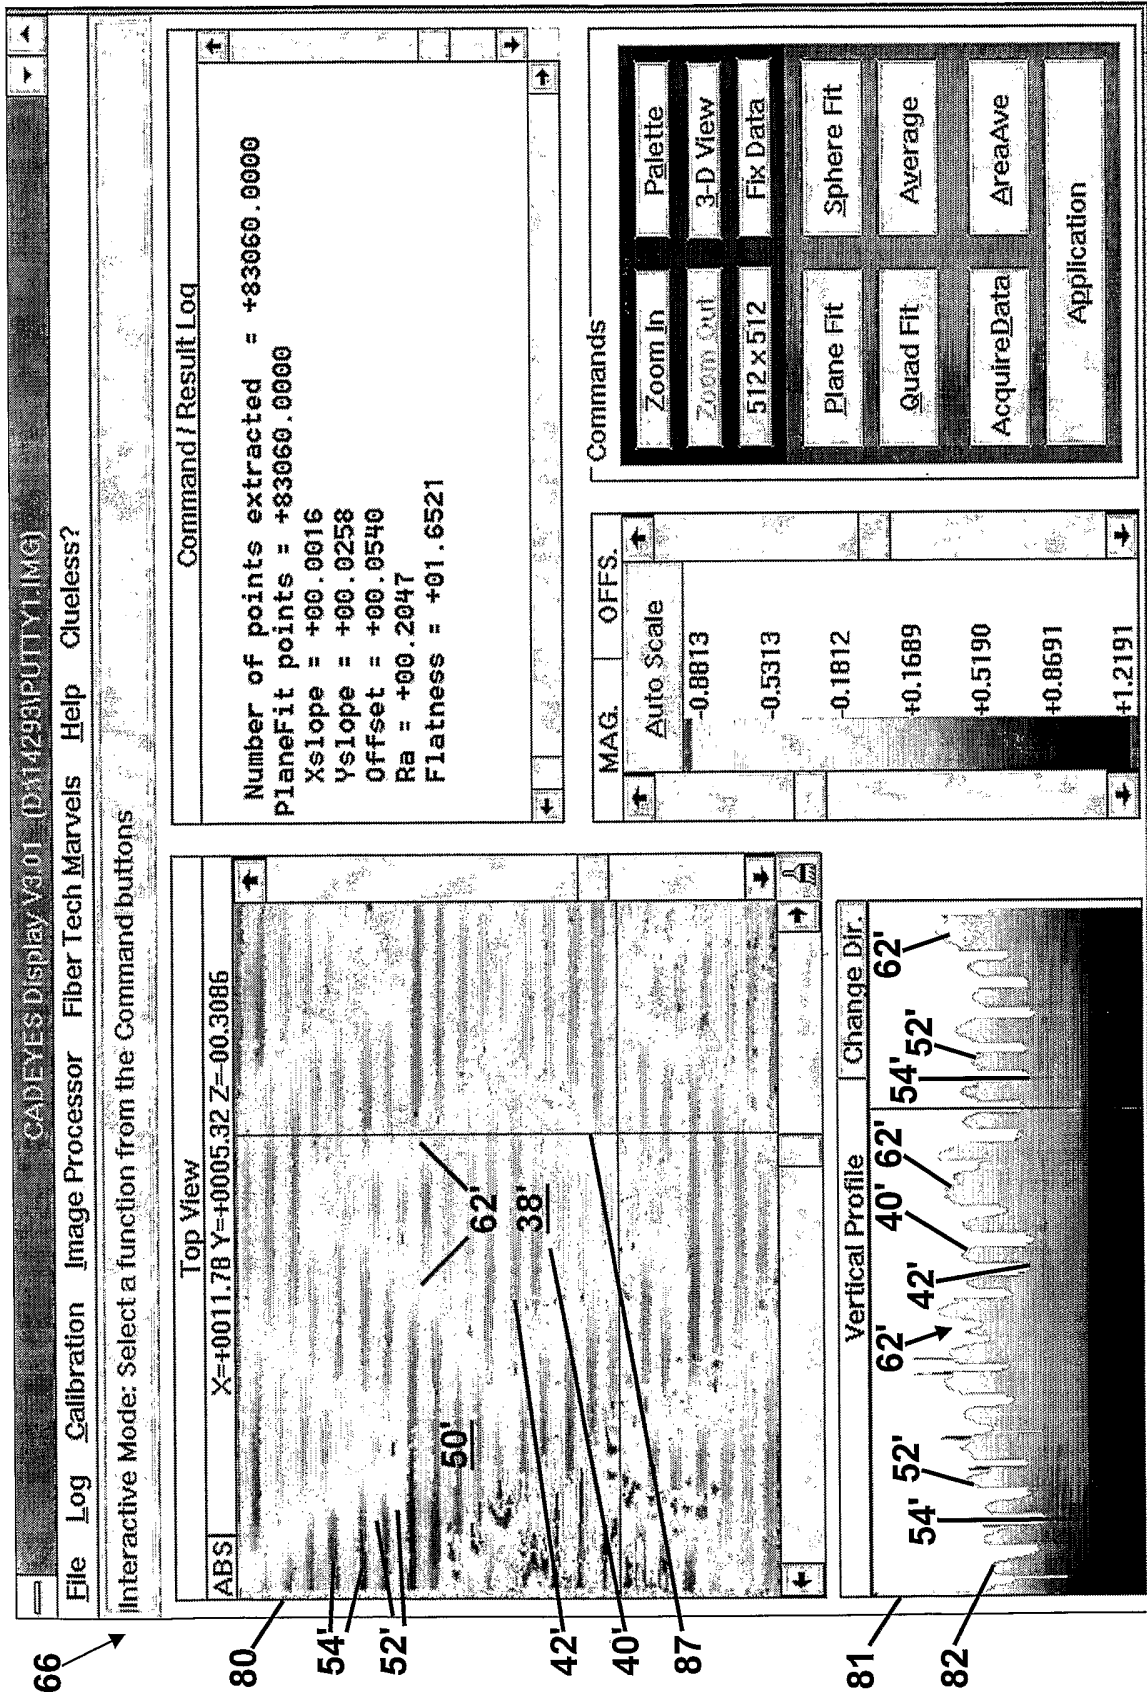 66
CADEYES Display V3.01 (D:\14298\PUTTY1.IMG)
File Log Calibration Image Processor Fiber Tech Marvels Help Clueless?
Interactive Mode: Select a function from the Command buttons
Top View
ABS X=+0011.78 Y=+0005.32 Z=-00.3086
80
54'
52'
42'
40'
87
50'
62'
38'
Command / Result Log
Number of points extracted = +83060.0000
PlaneFit points = +83060.0000
Xslope = +00.0016
Yslope = +00.0258
Offset = +00.0540
Ra = +00.2047
Flatness = +01.6521
Vertical Profile Change Dir.
81
82
54'
52'
62'
42'
40'
62'
54'
52'
62'
MAG. OFFS.
Auto Scale
-0.8813
-0.5313
-0.1812
+0.1689
+0.5190
+0.8691
+1.2191
Commands
Zoom In Palette
Zoom Out 3-D View
512 x 512 Fix Data
Plane Fit Sphere Fit
Quad Fit Average
AcquireData AreaAve
Application